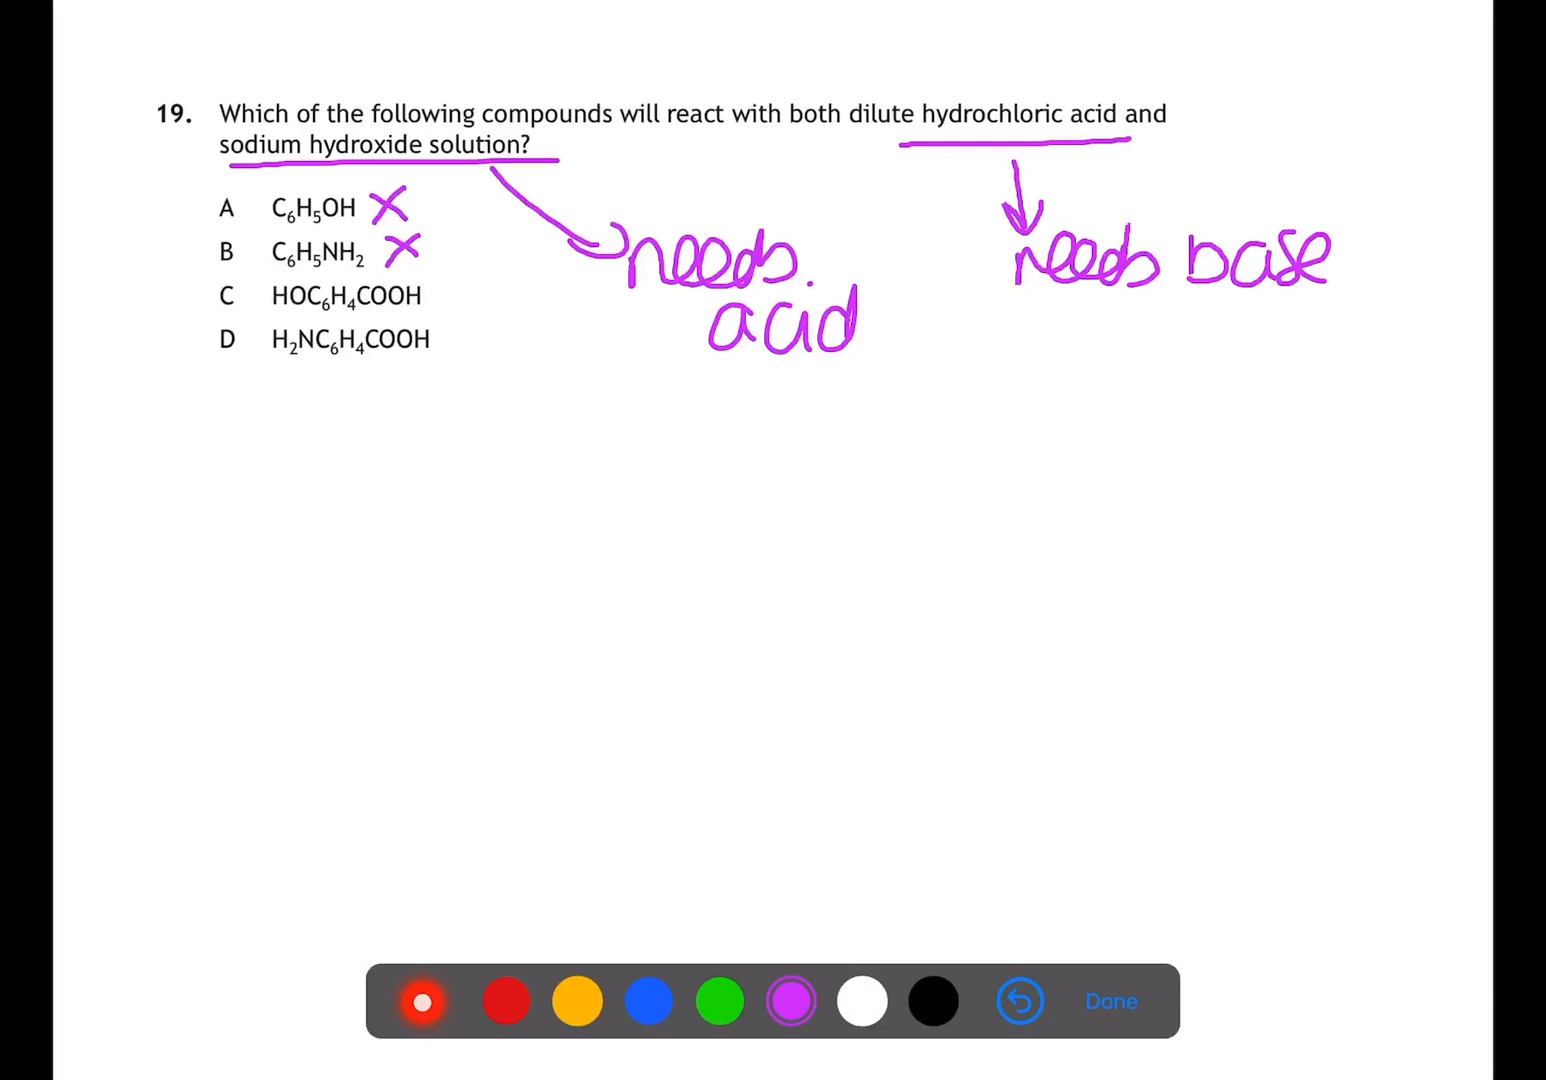 19. Which of the following compounds will react with both dilute hydrochloric acid and
sodium hydroxide solution?
A C₆H₅OH X
B C₆H₅NH₂ X
C HOC₆H₄COOH
D H₂NC₆H₄COOH
needs
acid
needs base
Done